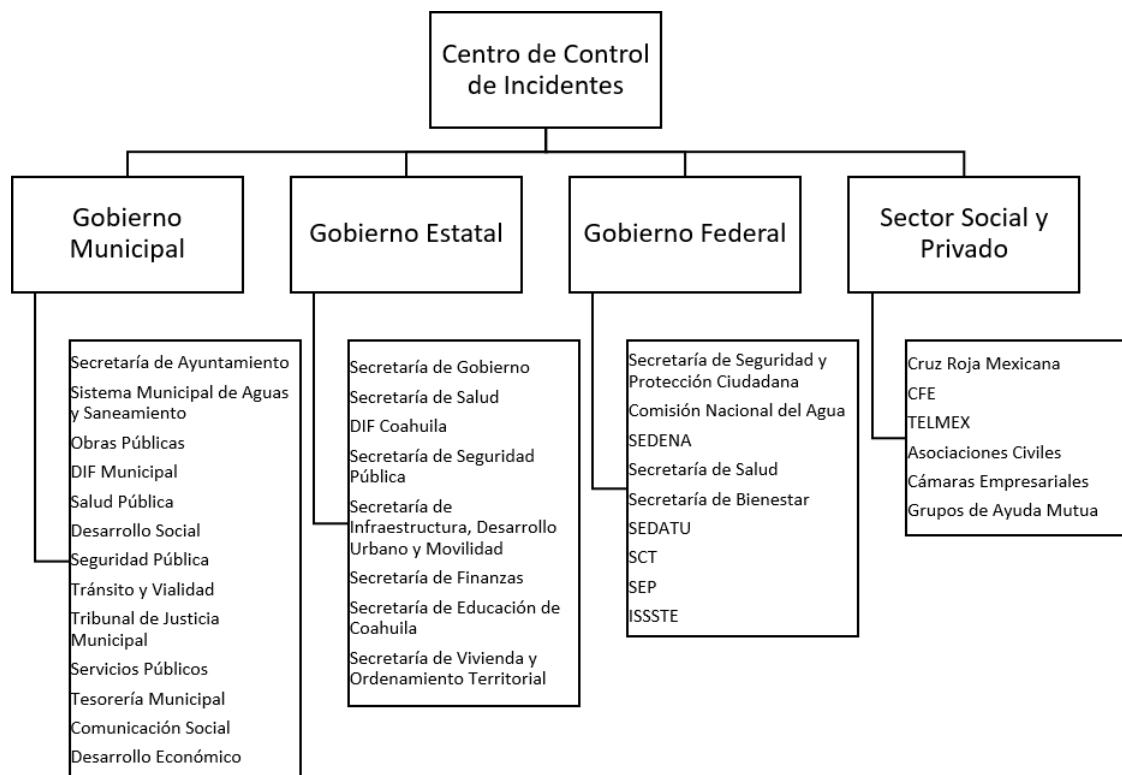 Centro de Control
de Incidentes
Gobierno
Municipal
Gobierno Estatal
Gobierno Federal
Sector Social y
Privado
Secretaría de Ayuntamiento
Sistema Municipal de Aguas
y Saneamiento
Obras Públicas
DIF Municipal
Salud Pública
Desarrollo Social
Seguridad Pública
Tránsito y Vialidad
Tribunal de Justicia
Municipal
Servicios Públicos
Tesorería Municipal
Comunicación Social
Desarrollo Económico
Secretaría de Gobierno
Secretaría de Salud
DIF Coahuila
Secretaría de Seguridad
Pública
Secretaría de
Infraestructura, Desarrollo
Urbano y Movilidad
Secretaría de Finanzas
Secretaría de Educación de
Coahuila
Secretaría de Vivienda y
Ordenamiento Territorial
Secretaría de Seguridad y
Protección Ciudadana
Comisión Nacional del Agua
SEDENA
Secretaría de Salud
Secretaría de Bienestar
SEDATU
SCT
SEP
ISSSTE
Cruz Roja Mexicana
CFE
TELMEX
Asociaciones Civiles
Cámaras Empresariales
Grupos de Ayuda Mutua